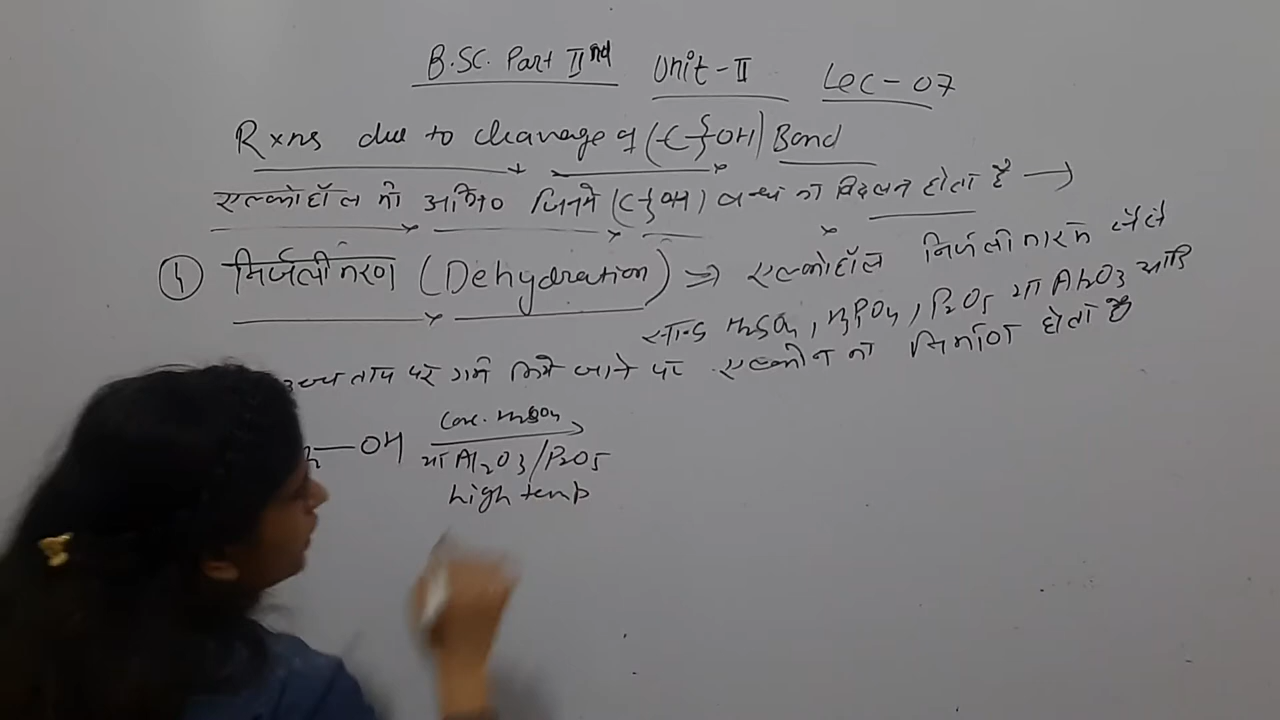 B.SC. Part IInd Unit-II Lec-07
Rxns due to cleavage of (-C}OH) Bond
एल्कोहॉल की अभि० जिनमे (C}OH) बन्ध का विदलन होता है →
1) निर्जलीकरण (Dehydration) ⇒ एल्कोहॉल निर्जलीकारक जैसे
सान्द्र H2SO4, H3PO4, P2O5 या Al2O3 आदि
उच्च ताप पर गर्म किये जाने पर एल्कीन का निर्माण होता है
—OH Conc. H2SO4
या Al2O3/P2O5
high temp